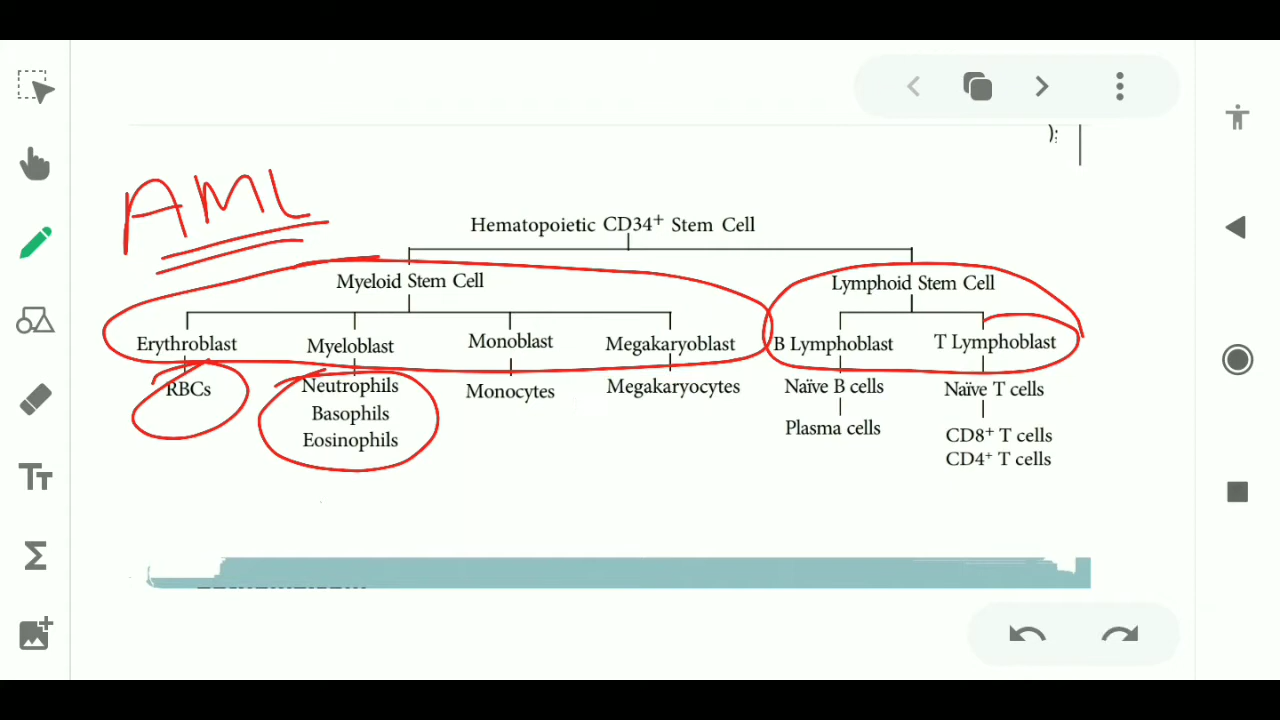 ):
AML
Hematopoietic CD34+ Stem Cell
Myeloid Stem Cell
Lymphoid Stem Cell
Erythroblast
Myeloblast
Monoblast
Megakaryoblast
B Lymphoblast
T Lymphoblast
RBCs
Neutrophils
Basophils
Eosinophils
Monocytes
Megakaryocytes
Naïve B cells
Plasma cells
Naïve T cells
CD8+ T cells
CD4+ T cells